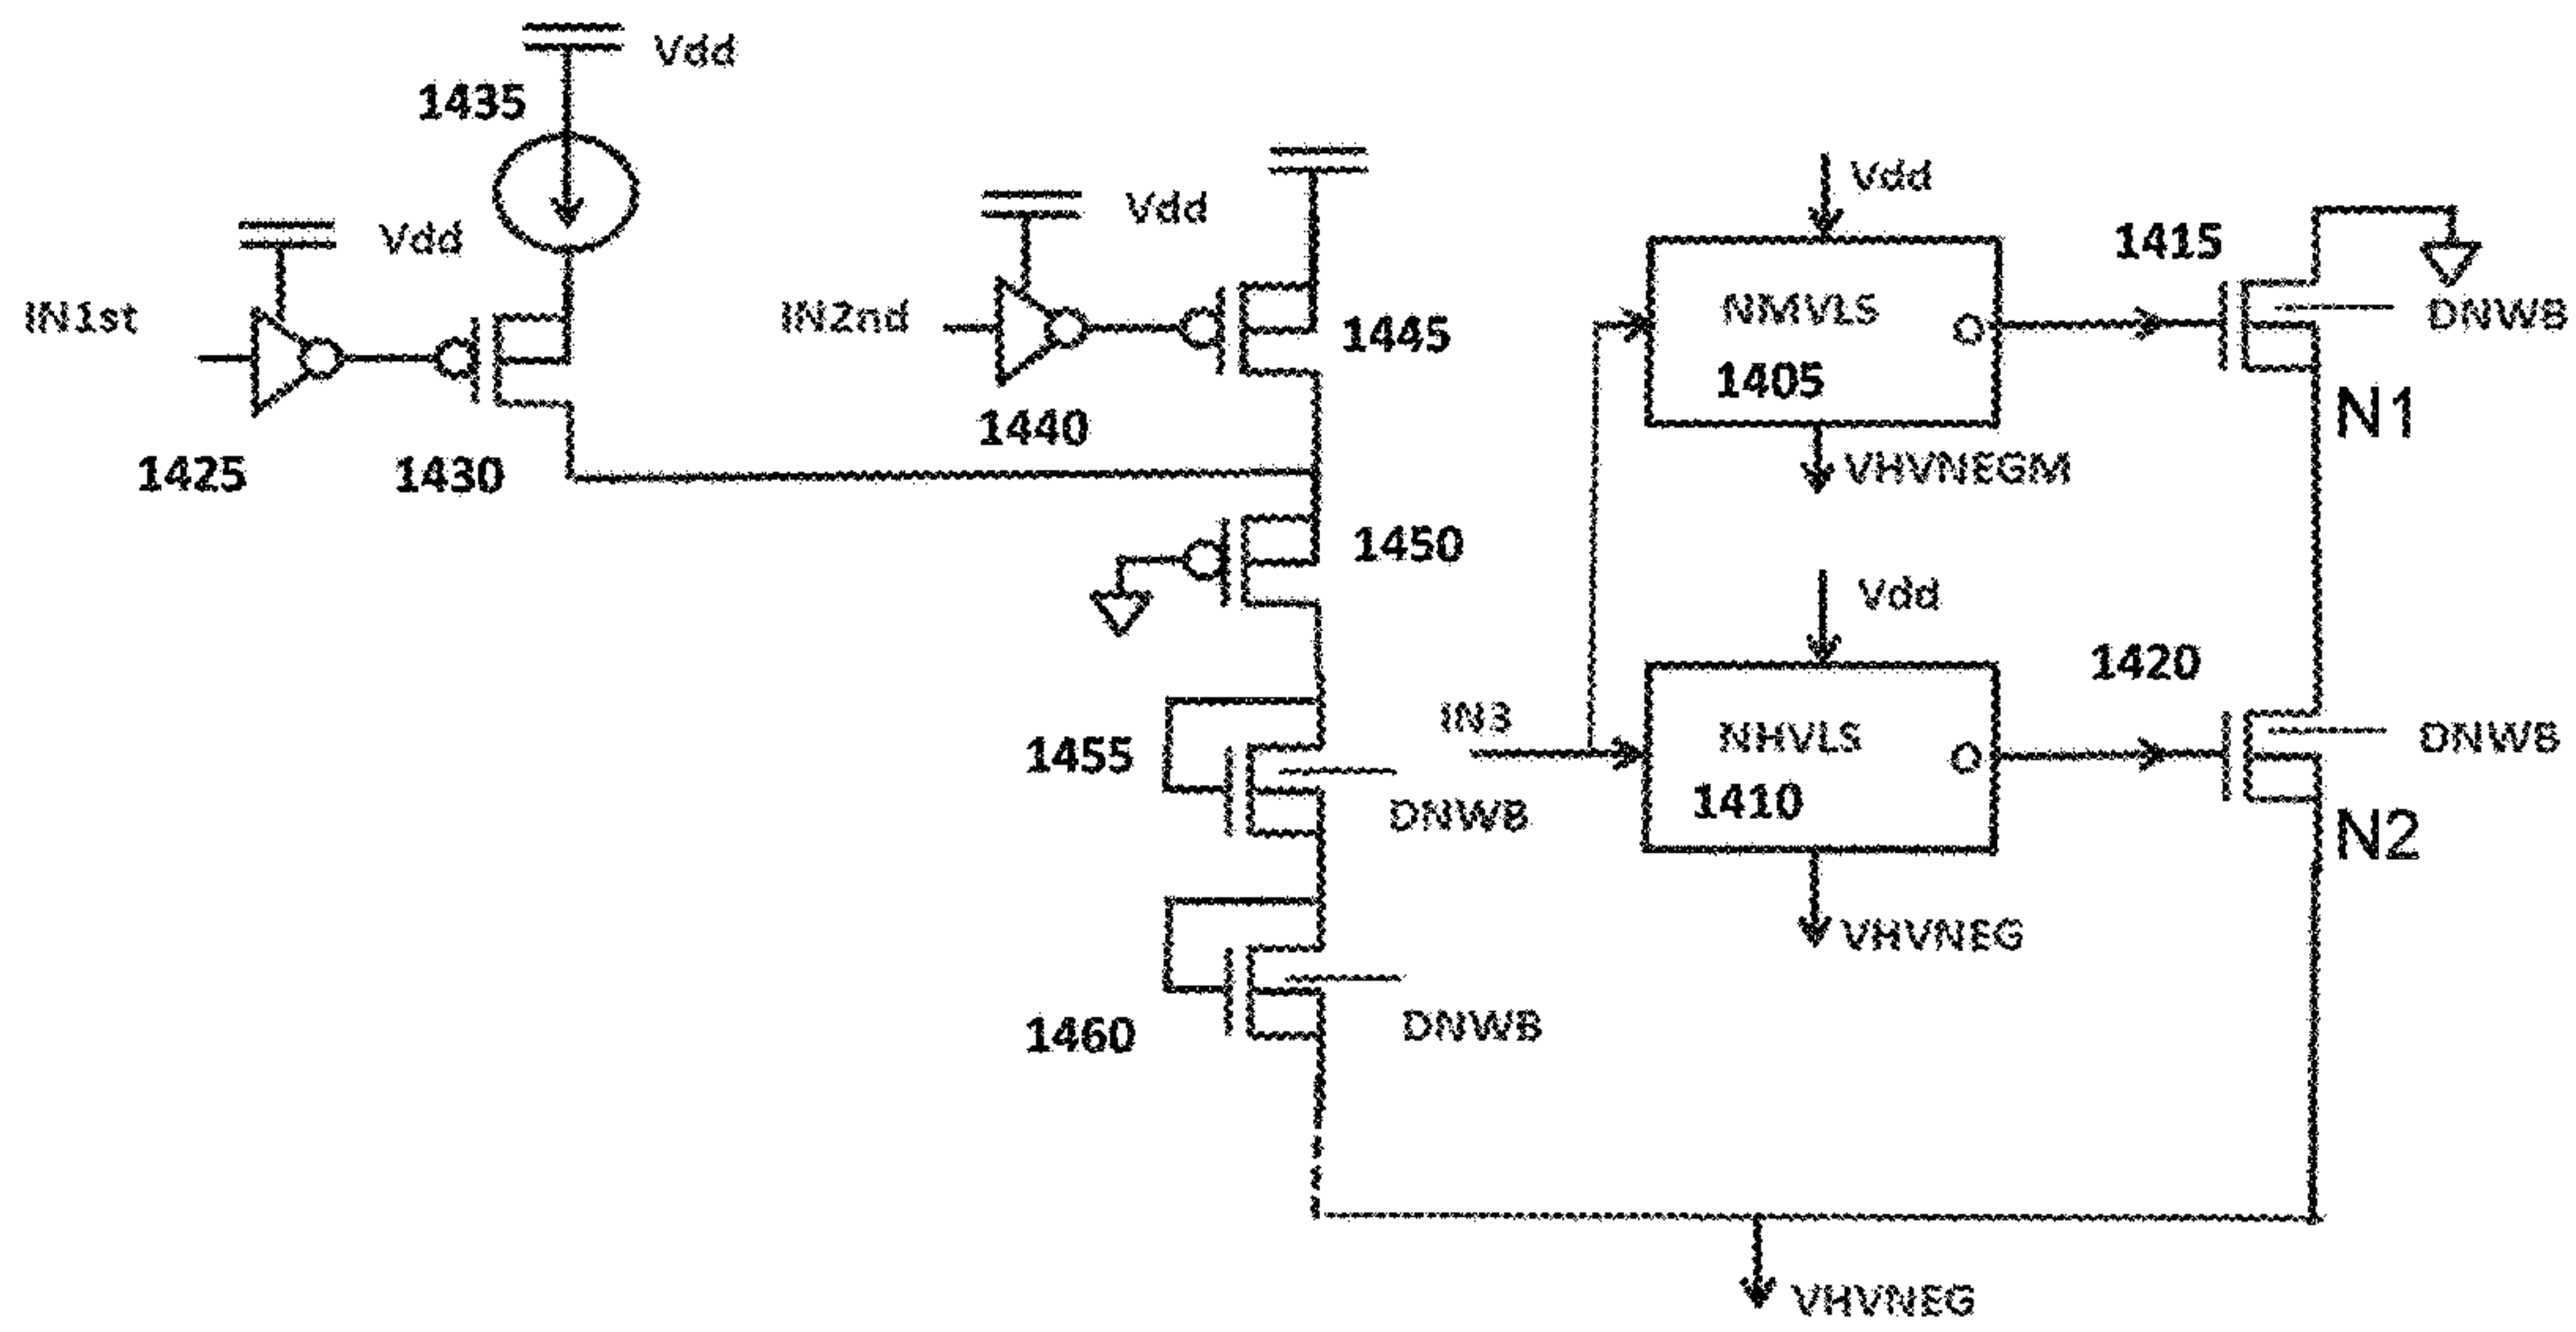 Vdd
1435
Vdd
IN1st
1425
1430
Vdd
IN2nd
1440
1445
1450
1455
DNWB
1460
DNWB
Vdd
NMVLS
1405
VHVNEGM
1415
DNWB
N1
IN3
Vdd
NHVLS
1410
VHVNEG
1420
DNWB
N2
VHVNEG